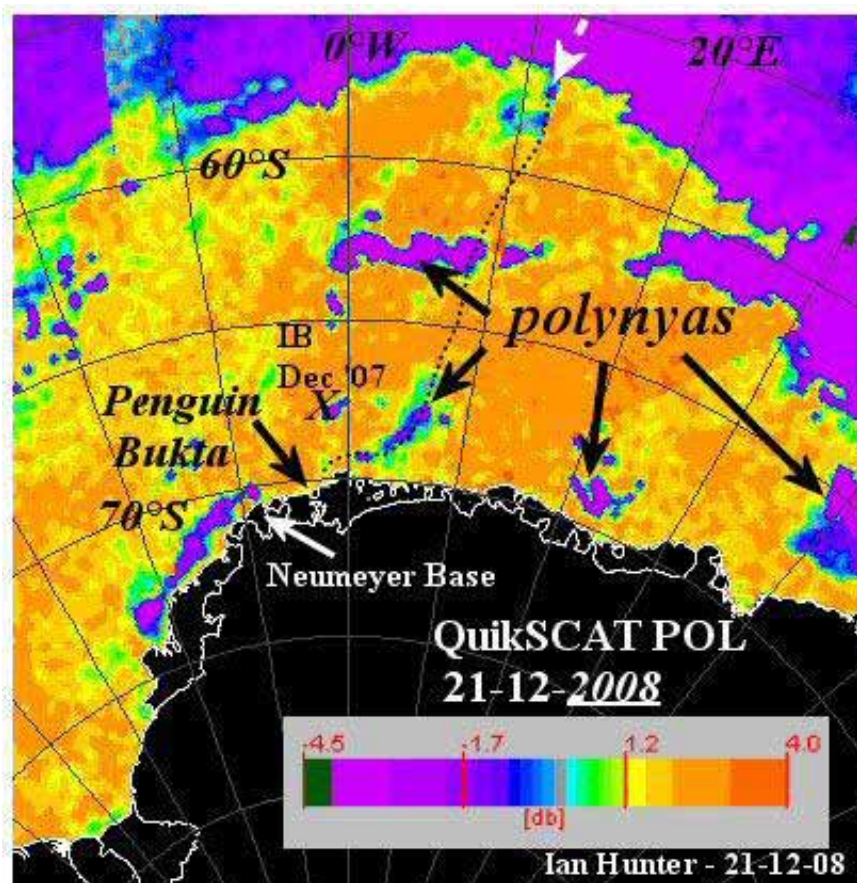 0°W
20°E
60°S
IB
Dec '07
X
polynyas
Penguin
Bukta
70°S
Neumeyer Base
QuikSCAT POL
21-12-2008
-4.5 -1.7 1.2 4.0
[db]
Ian Hunter - 21-12-08